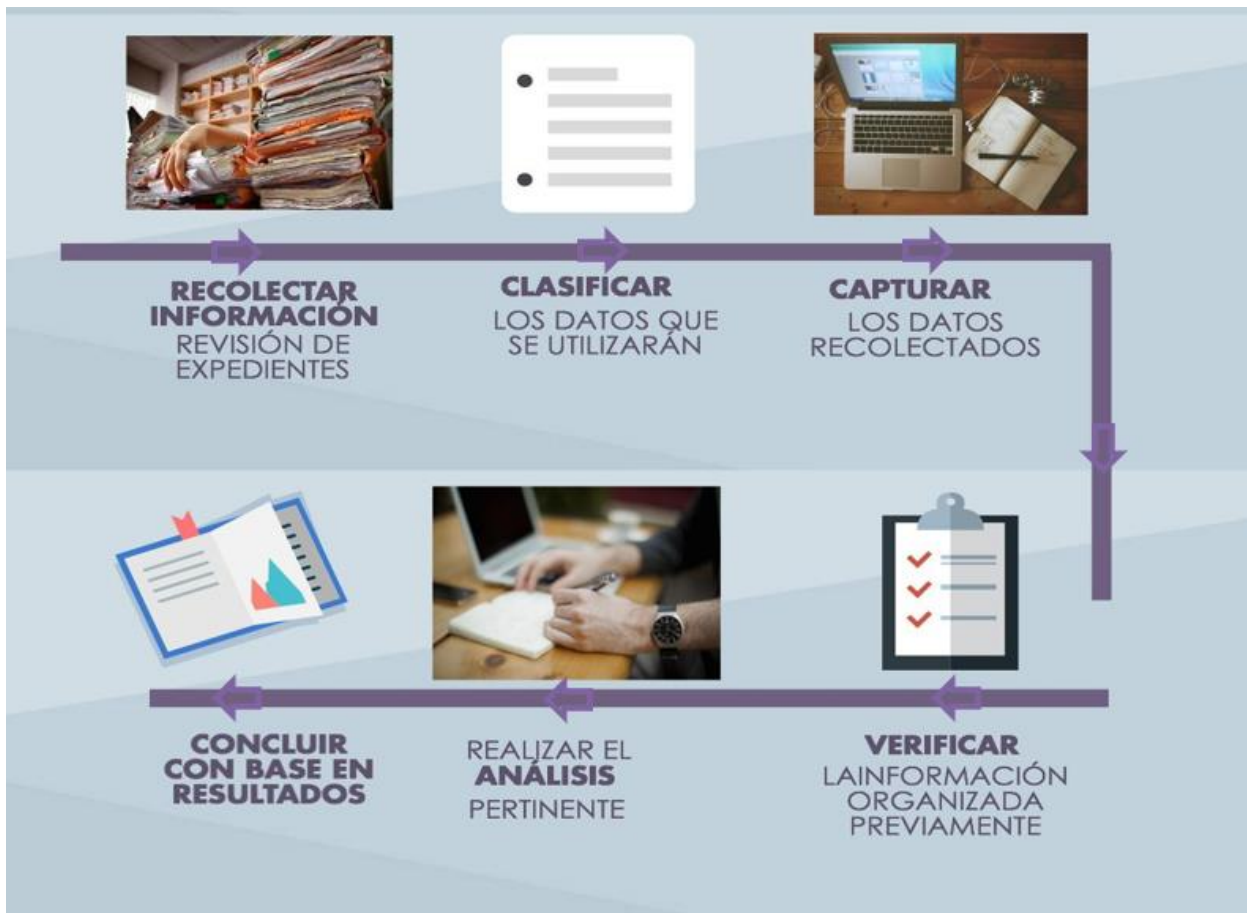 RECOLECTAR
INFORMACIÓN
REVISIÓN DE
EXPEDIENTES
CLASIFICAR
LOS DATOS QUE
SE UTILIZARÁN
CAPTURAR
LOS DATOS
RECOLECTADOS
VERIFICAR
LAINFORMACIÓN
ORGANIZADA
PREVIAMENTE
REALIZAR EL
ANÁLISIS
PERTINENTE
CONCLUIR
CON BASE EN
RESULTADOS